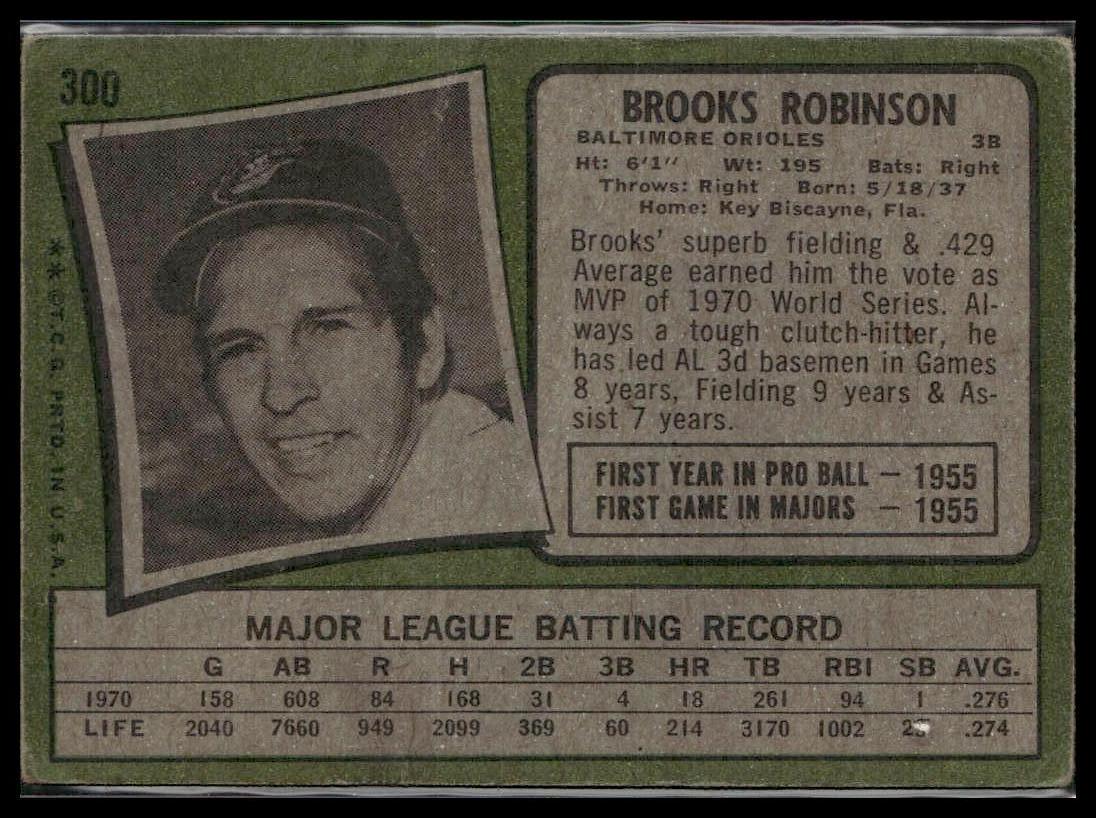 300
BROOKS ROBINSON
BALTIMORE ORIOLES 3B
Ht: 6'1" Wt: 195 Bats: Right
Throws: Right Born: 5/18/37
Home: Key Biscayne, Fla.
Brooks' superb fielding & .429
Average earned him the vote as
MVP of 1970 World Series. Al-
ways a tough clutch-hitter, he
has led AL 3d basemen in Games
8 years, Fielding 9 years & As-
sist 7 years.
FIRST YEAR IN PRO BALL — 1955
FIRST GAME IN MAJORS — 1955
**©T.C.G. PRTD. IN U.S.A.
MAJOR LEAGUE BATTING RECORD
G AB R H 2B 3B HR TB RBI SB AVG.
1970 158 608 84 168 31 4 18 261 94 1 .276
LIFE 2040 7660 949 2099 369 60 214 3170 1002 .274